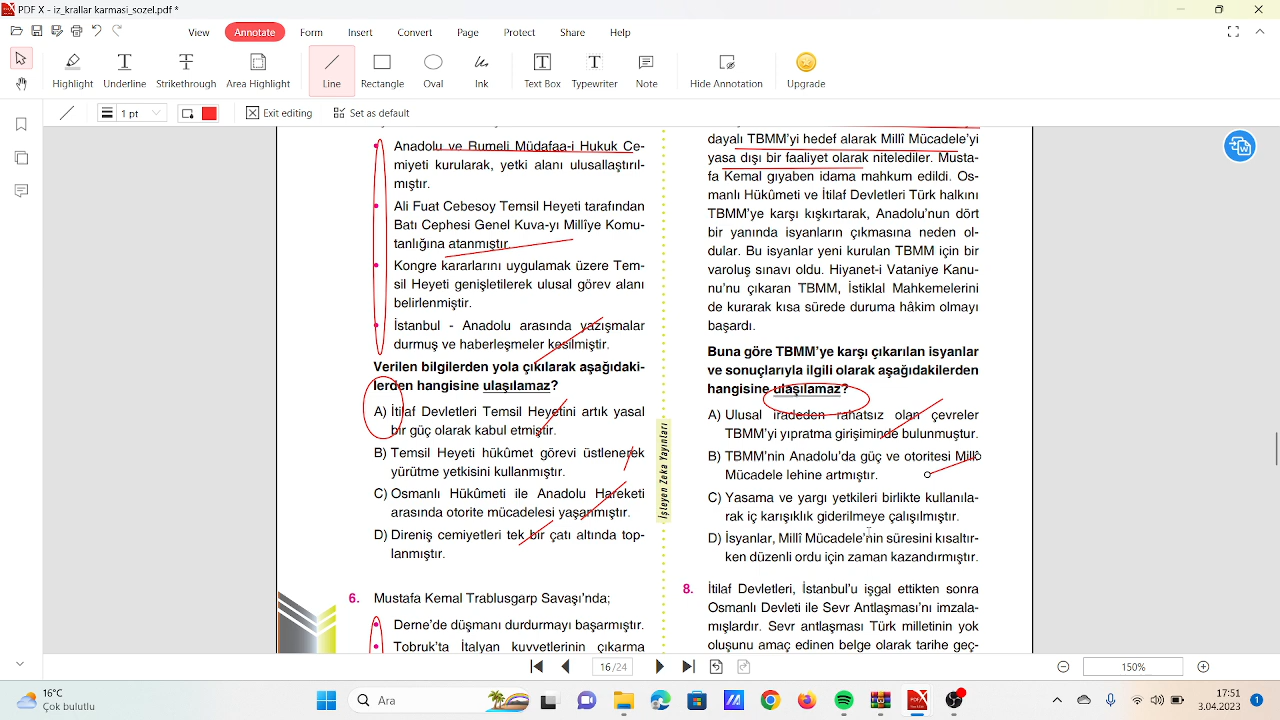 PDF X - iz_krallar karmasi_sozel.pdf *
View Annotate Form Insert Convert Page Protect Share Help
Highlight Underline Strikethrough Area Highlight Line Rectangle Oval Ink Text Box Typewriter Note Hide Annotation Upgrade
1 pt Exit editing Set as default
Anadolu ve Rumeli Müdafaa-i Hukuk Ce-
miyeti kurularak, yetki alanı ulusallaştırıl-
mıştır.
Ali Fuat Cebesoy Temsil Heyeti tarafından
Batı Cephesi Genel Kuva-yı Milliye Komu-
tanlığına atanmıştır.
Kongre kararlarını uygulamak üzere Tem-
sil Heyeti genişletilerek ulusal görev alanı
belirlenmiştir.
İstanbul - Anadolu arasında yazışmalar
durmuş ve haberleşmeler kesilmiştir.
Verilen bilgilerden yola çıkılarak aşağıdaki-
lerden hangisine ulaşılamaz?
A) İtilaf Devletleri Temsil Heyetini artık yasal
bir güç olarak kabul etmiştir.
B) Temsil Heyeti hükûmet görevi üstlenerek
yürütme yetkisini kullanmıştır.
C) Osmanlı Hükûmeti ile Anadolu Hareketi
arasında otorite mücadelesi yaşanmıştır.
D) Direniş cemiyetleri tek bir çatı altında top-
lanmıştır.
6. Mustafa Kemal Trablusgarp Savaşı'nda;
Derne'de düşmanı durdurmayı başarmıştır.
Tobruk'ta İtalyan kuvvetlerinin çıkarma
İşleyen Zeka Yayınları
dayalı TBMM'yi hedef alarak Millî Mücadele'yi
yasa dışı bir faaliyet olarak nitelediler. Musta-
fa Kemal gıyaben idama mahkum edildi. Os-
manlı Hükûmeti ve İtilaf Devletleri Türk halkını
TBMM'ye karşı kışkırtarak, Anadolu'nun dört
bir yanında isyanların çıkmasına neden ol-
dular. Bu isyanlar yeni kurulan TBMM için bir
varoluş sınavı oldu. Hiyanet-i Vataniye Kanu-
nu'nu çıkaran TBMM, İstiklal Mahkemelerini
de kurarak kısa sürede duruma hâkim olmayı
başardı.
Buna göre TBMM'ye karşı çıkarılan isyanlar
ve sonuçlarıyla ilgili olarak aşağıdakilerden
hangisine ulaşılamaz?
A) Ulusal iradeden rahatsız olan çevreler
TBMM'yi yıpratma girişiminde bulunmuştur.
B) TBMM'nin Anadolu'da güç ve otoritesi Millî
Mücadele lehine artmıştır.
C) Yasama ve yargı yetkileri birlikte kullanıla-
rak iç karışıklık giderilmeye çalışılmıştır.
D) İsyanlar, Millî Mücadele'nin süresini kısaltır-
ken düzenli ordu için zaman kazandırmıştır.
8. İtilaf Devletleri, İstanbul'u işgal ettikten sonra
Osmanlı Devleti ile Sevr Antlaşması'nı imzala-
mışlardır. Sevr antlaşması Türk milletinin yok
oluşunu amaç edinen belge olarak tarihe geç-
16/24 150%
16°C
Çok bulutlu
Ara
17:51
3.04.2023
1